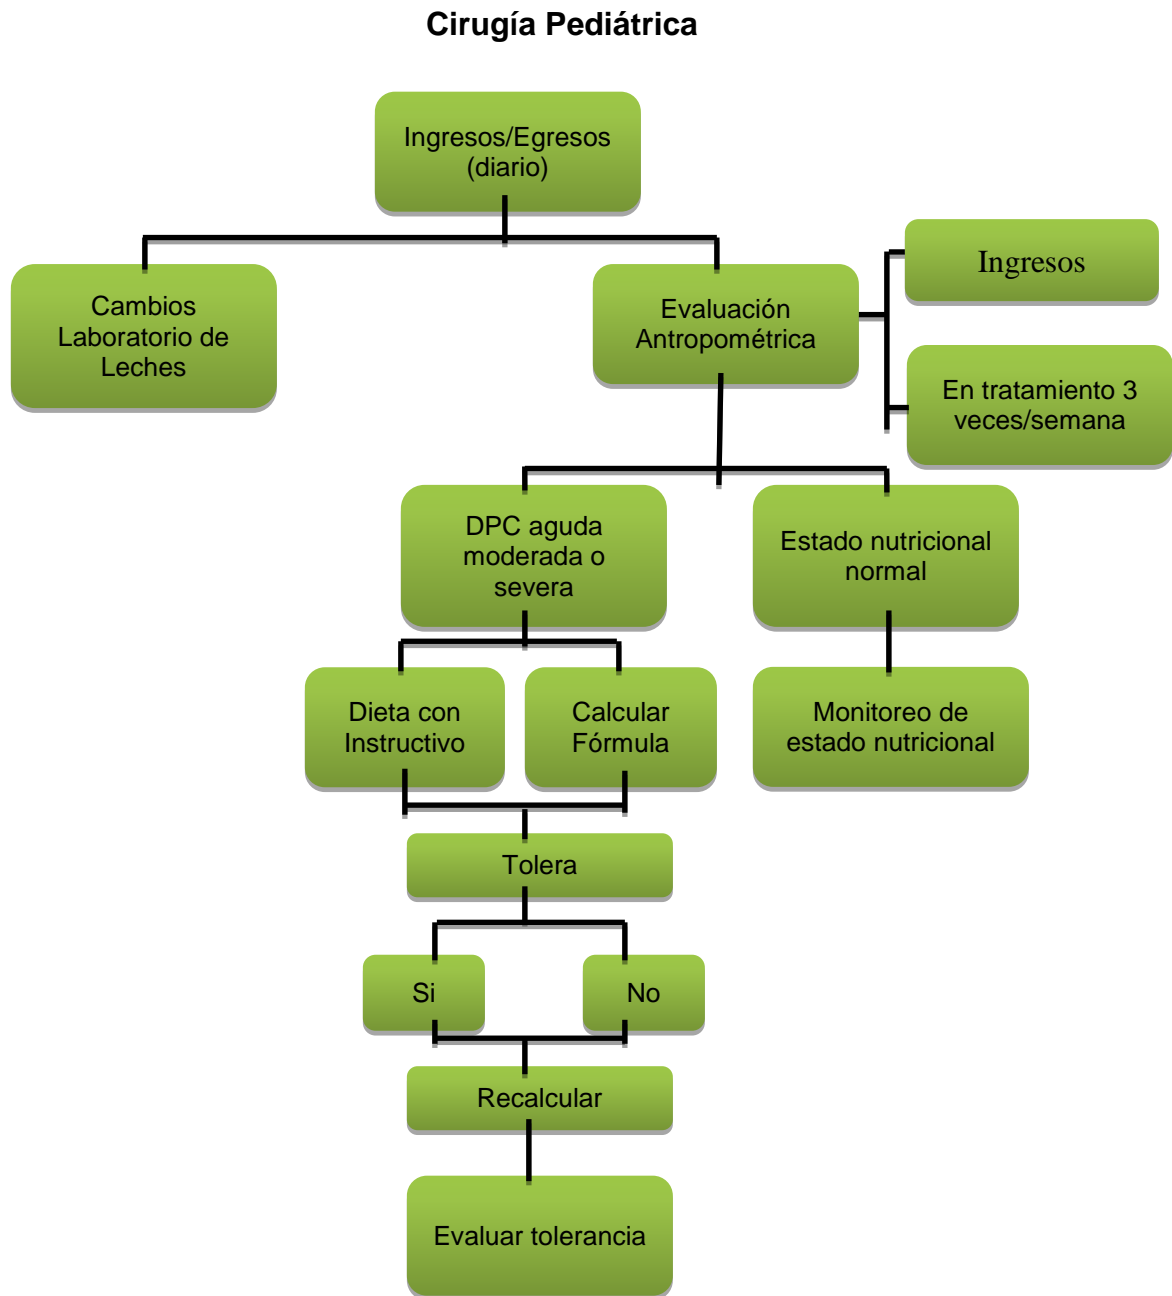 Cirugía Pediátrica
Ingresos/Egresos
(diario)
Cambios
Laboratorio de
Leches
Evaluación
Antropométrica
Ingresos
En tratamiento 3
veces/semana
DPC aguda
moderada o
severa
Estado nutricional
normal
Dieta con
Instructivo
Calcular
Fórmula
Monitoreo de
estado nutricional
Tolera
Si
No
Recalcular
Evaluar tolerancia